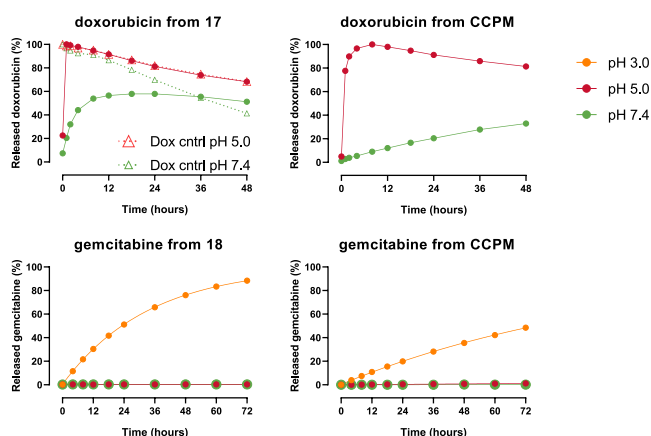 doxorubicin from 17
doxorubicin from CCPM
Released doxorubicin (%)
100
80
60
40
20
0
Dox cntrl pH 5.0
Dox cntrl pH 7.4
0 12 24 36 48
Time (hours)
Released doxorubicin (%)
100
80
60
40
20
0
0 12 24 36 48
Time (hours)
pH 3.0
pH 5.0
pH 7.4
gemcitabine from 18
gemcitabine from CCPM
Released gemcitabine (%)
100
80
60
40
20
0
0 12 24 36 48 60 72
Time (hours)
Released gemcitabine (%)
100
80
60
40
20
0
0 12 24 36 48 60 72
Time (hours)